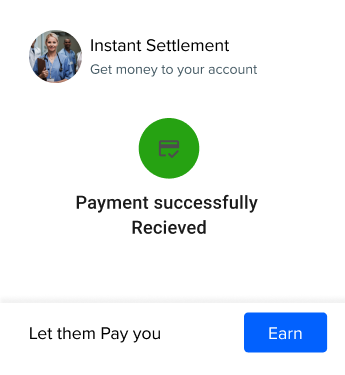 Instant Settlement
Get money to your account
Payment successfully
Recieved
Let them Pay you
Earn